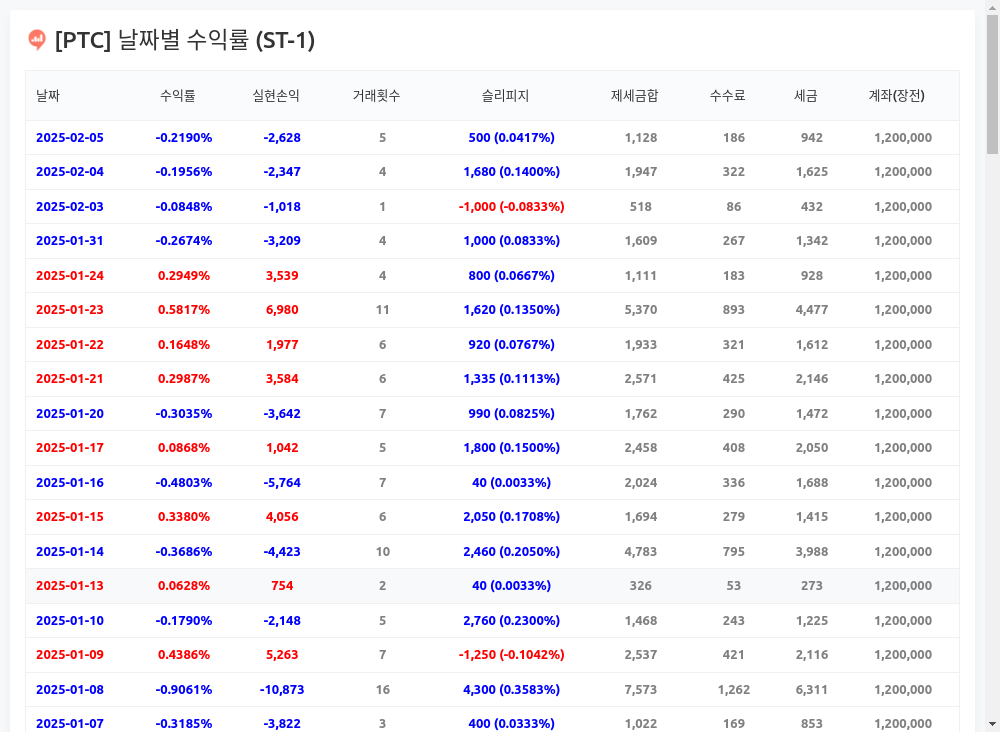 [PTC] 날짜별 수익률 (ST-1)
날짜 수익률 실현손익 거래횟수 슬리피지 제세금합 수수료 세금 계좌(장전)
2025-02-05 -0.2190% -2,628 5 500 (0.0417%) 1,128 186 942 1,200,000
2025-02-04 -0.1956% -2,347 4 1,680 (0.1400%) 1,947 322 1,625 1,200,000
2025-02-03 -0.0848% -1,018 1 -1,000 (-0.0833%) 518 86 432 1,200,000
2025-01-31 -0.2674% -3,209 4 1,000 (0.0833%) 1,609 267 1,342 1,200,000
2025-01-24 0.2949% 3,539 4 800 (0.0667%) 1,111 183 928 1,200,000
2025-01-23 0.5817% 6,980 11 1,620 (0.1350%) 5,370 893 4,477 1,200,000
2025-01-22 0.1648% 1,977 6 920 (0.0767%) 1,933 321 1,612 1,200,000
2025-01-21 0.2987% 3,584 6 1,335 (0.1113%) 2,571 425 2,146 1,200,000
2025-01-20 -0.3035% -3,642 7 990 (0.0825%) 1,762 290 1,472 1,200,000
2025-01-17 0.0868% 1,042 5 1,800 (0.1500%) 2,458 408 2,050 1,200,000
2025-01-16 -0.4803% -5,764 7 40 (0.0033%) 2,024 336 1,688 1,200,000
2025-01-15 0.3380% 4,056 6 2,050 (0.1708%) 1,694 279 1,415 1,200,000
2025-01-14 -0.3686% -4,423 10 2,460 (0.2050%) 4,783 795 3,988 1,200,000
2025-01-13 0.0628% 754 2 40 (0.0033%) 326 53 273 1,200,000
2025-01-10 -0.1790% -2,148 5 2,760 (0.2300%) 1,468 243 1,225 1,200,000
2025-01-09 0.4386% 5,263 7 -1,250 (-0.1042%) 2,537 421 2,116 1,200,000
2025-01-08 -0.9061% -10,873 16 4,300 (0.3583%) 7,573 1,262 6,311 1,200,000
2025-01-07 -0.3185% -3,822 3 400 (0.0333%) 1,022 169 853 1,200,000